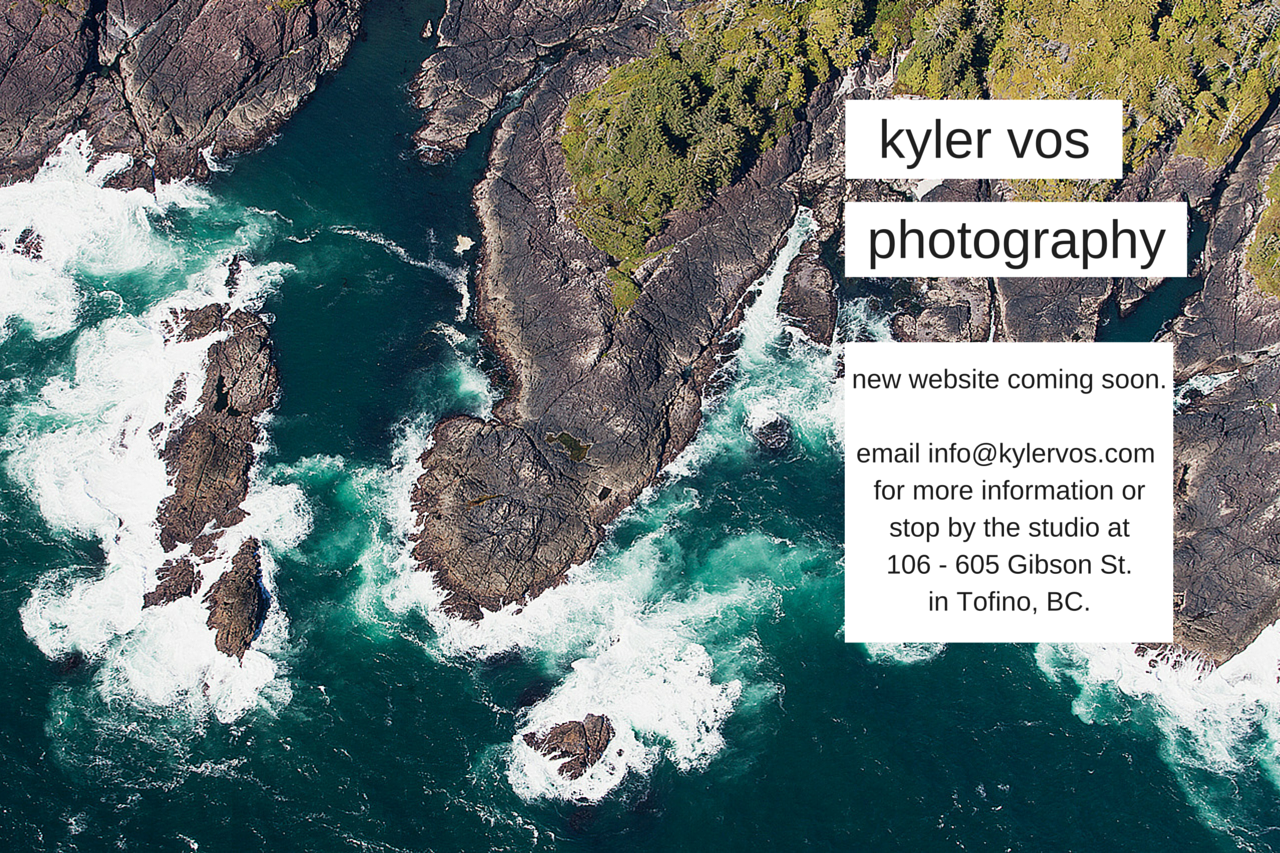 kyler vos
photography
new website coming soon.
email info@kylervos.com
for more information or
stop by the studio at
106 - 605 Gibson St.
in Tofino, BC.